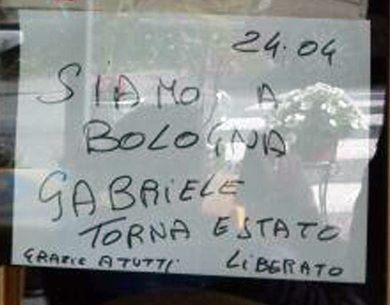 24.04
SIAMO A
BOLOGNA
GABRIELE
TORNA ESTATO
GRAZIE A TUTTI LIBERATO